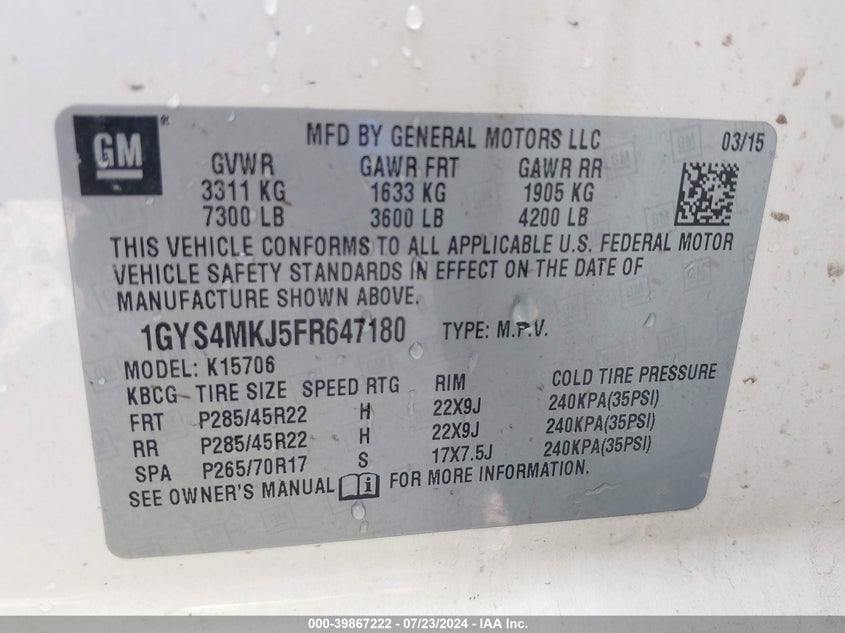 GM ®
MFD BY GENERAL MOTORS LLC 03/15
GVWR GAWR FRT GAWR RR
3311 KG 1633 KG 1905 KG
7300 LB 3600 LB 4200 LB
THIS VEHICLE CONFORMS TO ALL APPLICABLE U.S. FEDERAL MOTOR
VEHICLE SAFETY STANDARDS IN EFFECT ON THE DATE OF
MANUFACTURE SHOWN ABOVE.
1GYS4MKJ5FR647180 TYPE: M.P.V.
MODEL: K15706
KBCG TIRE SIZE SPEED RTG RIM COLD TIRE PRESSURE
FRT P285/45R22 H 22X9J 240KPA(35PSI)
RR P285/45R22 H 22X9J 240KPA(35PSI)
SPA P265/70R17 S 17X7.5J 240KPA(35PSI)
SEE OWNER'S MANUAL i FOR MORE INFORMATION.
000-39867222 - 07/23/2024 - IAA Inc.